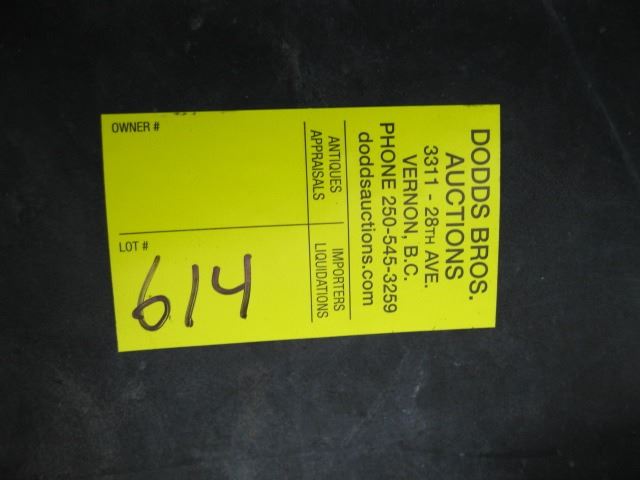 DODDS BROS.
AUCTIONS
3311 - 28TH AVE.
VERNON, B.C.
PHONE 250-545-3259
doddsauctions.com
ANTIQUES IMPORTERS
APPRAISALS LIQUIDATIONS
OWNER #
LOT #
614